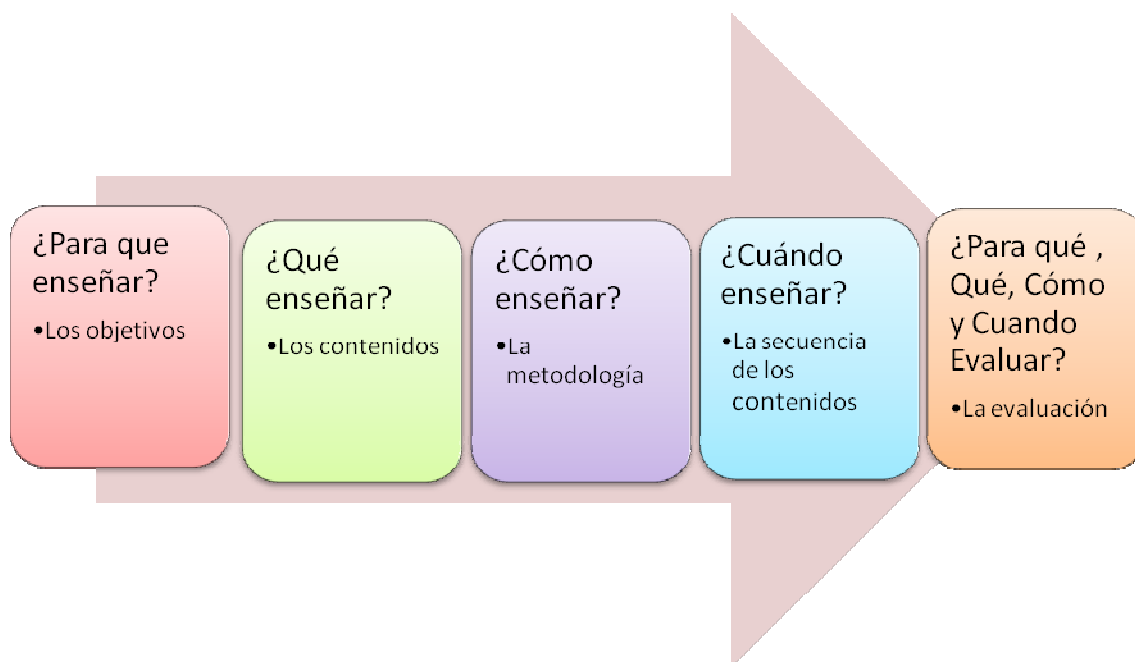 ¿Para que
enseñar?
•Los objetivos
¿Qué
enseñar?
•Los contenidos
¿Cómo
enseñar?
•La
metodología
¿Cuándo
enseñar?
•La secuencia
de los
contenidos
¿Para qué ,
Qué, Cómo
y Cuando
Evaluar?
•La evaluación